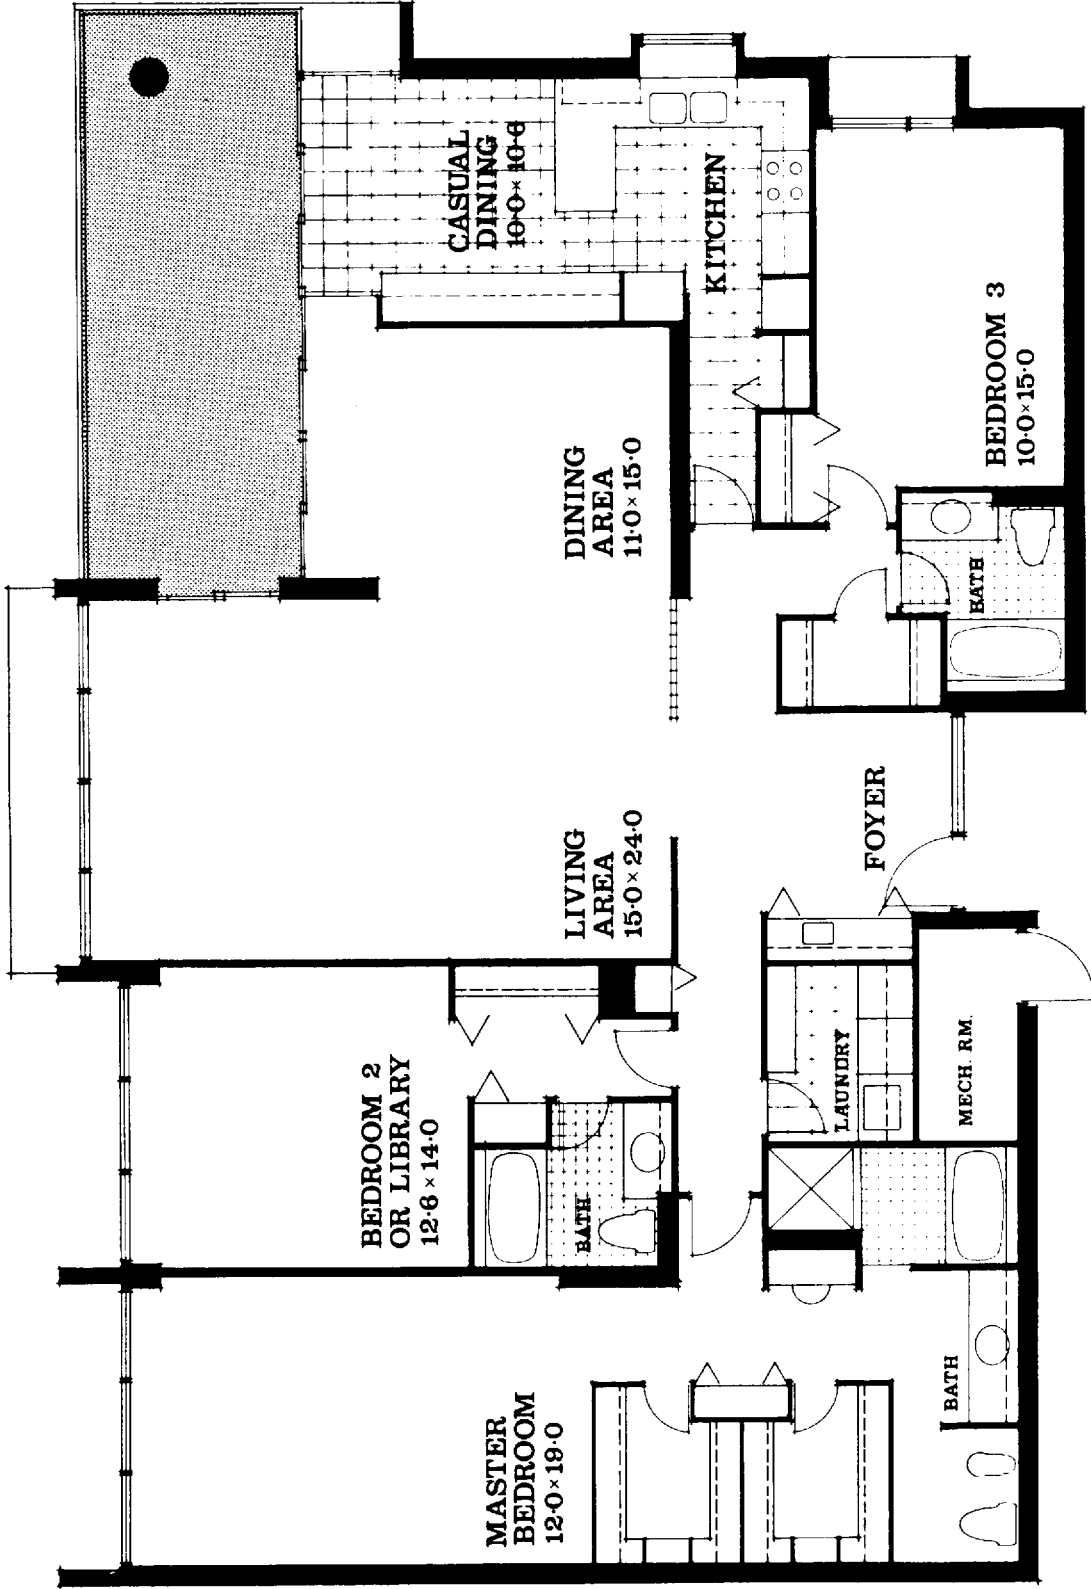 MASTER
BEDROOM
12·0×19·0
BEDROOM 2
OR LIBRARY
12·6×14·0
BATH
LIVING
AREA
15·0×24·0
DINING
AREA
11·0×15·0
CASUAL
DINING
10·0×10·6
KITCHEN
BEDROOM 3
10·0×15·0
BATH
FOYER
LAUNDRY
MECH. RM.
BATH